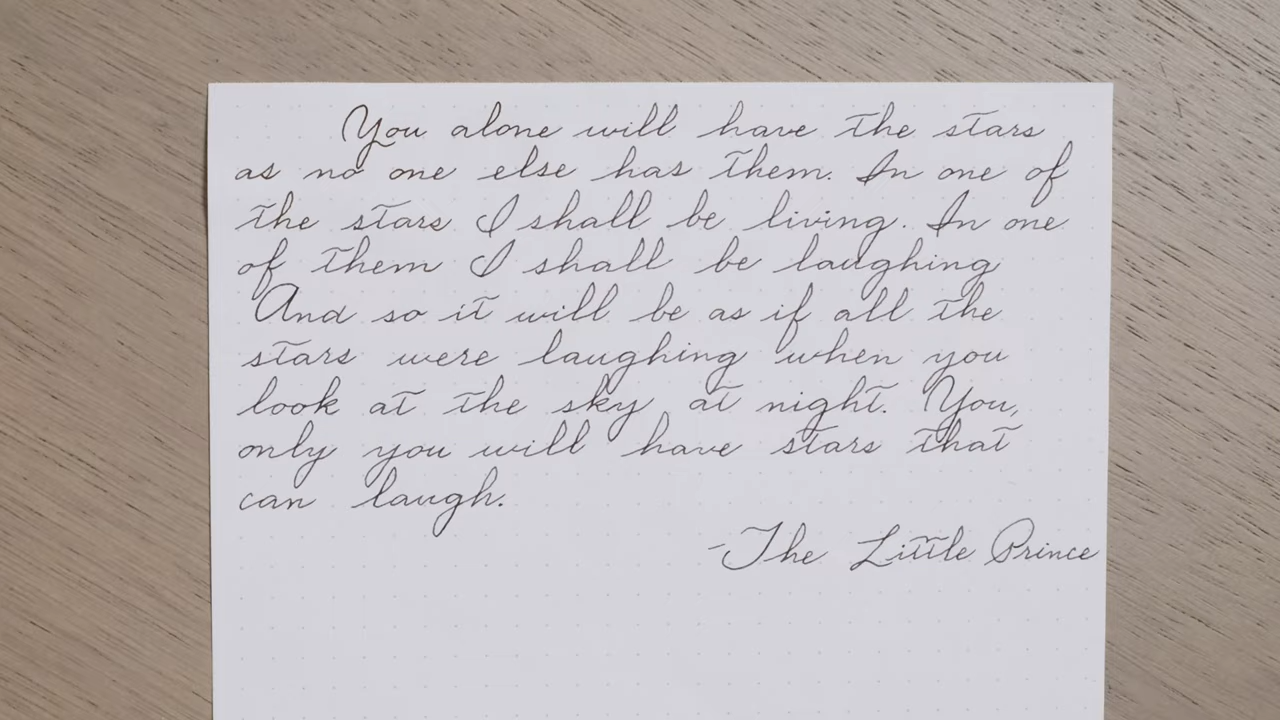 You alone will have the stars
as no one else has them. In one of
the stars I shall be living. In one
of them I shall be laughing
And so it will be as if all the
stars were laughing when you
look at the sky at night. You,
only you will have stars that
can laugh.
-The Little Prince